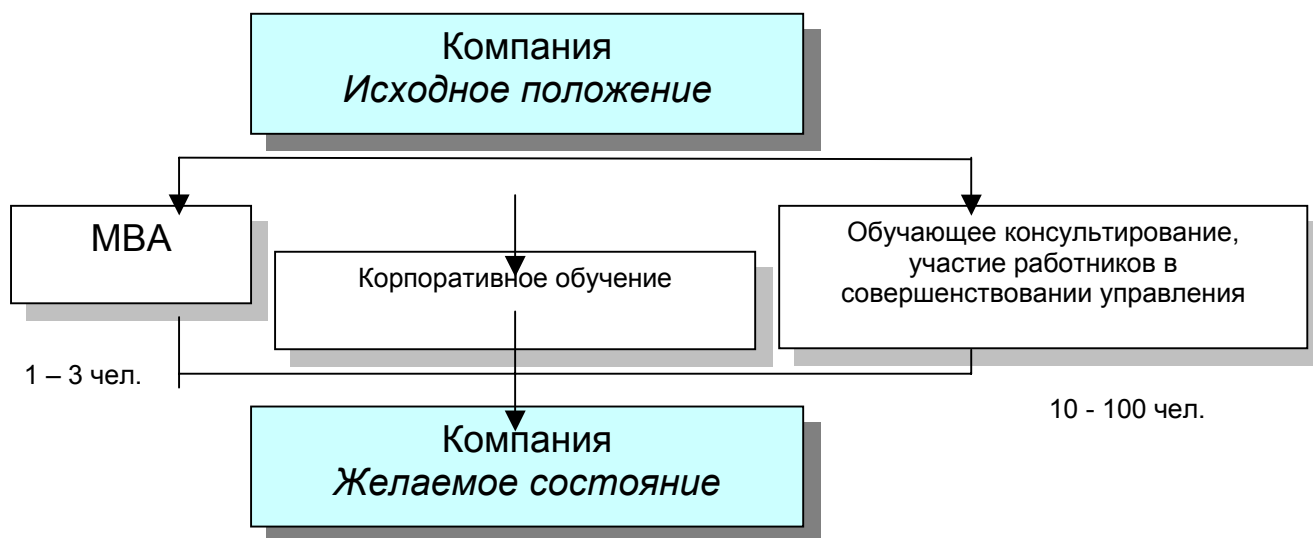 Компания
Исходное положение
МВА
Корпоративное обучение
Обучающее консультирование,
участие работников в
совершенствовании управления
1 – 3 чел.
10 - 100 чел.
Компания
Желаемое состояние